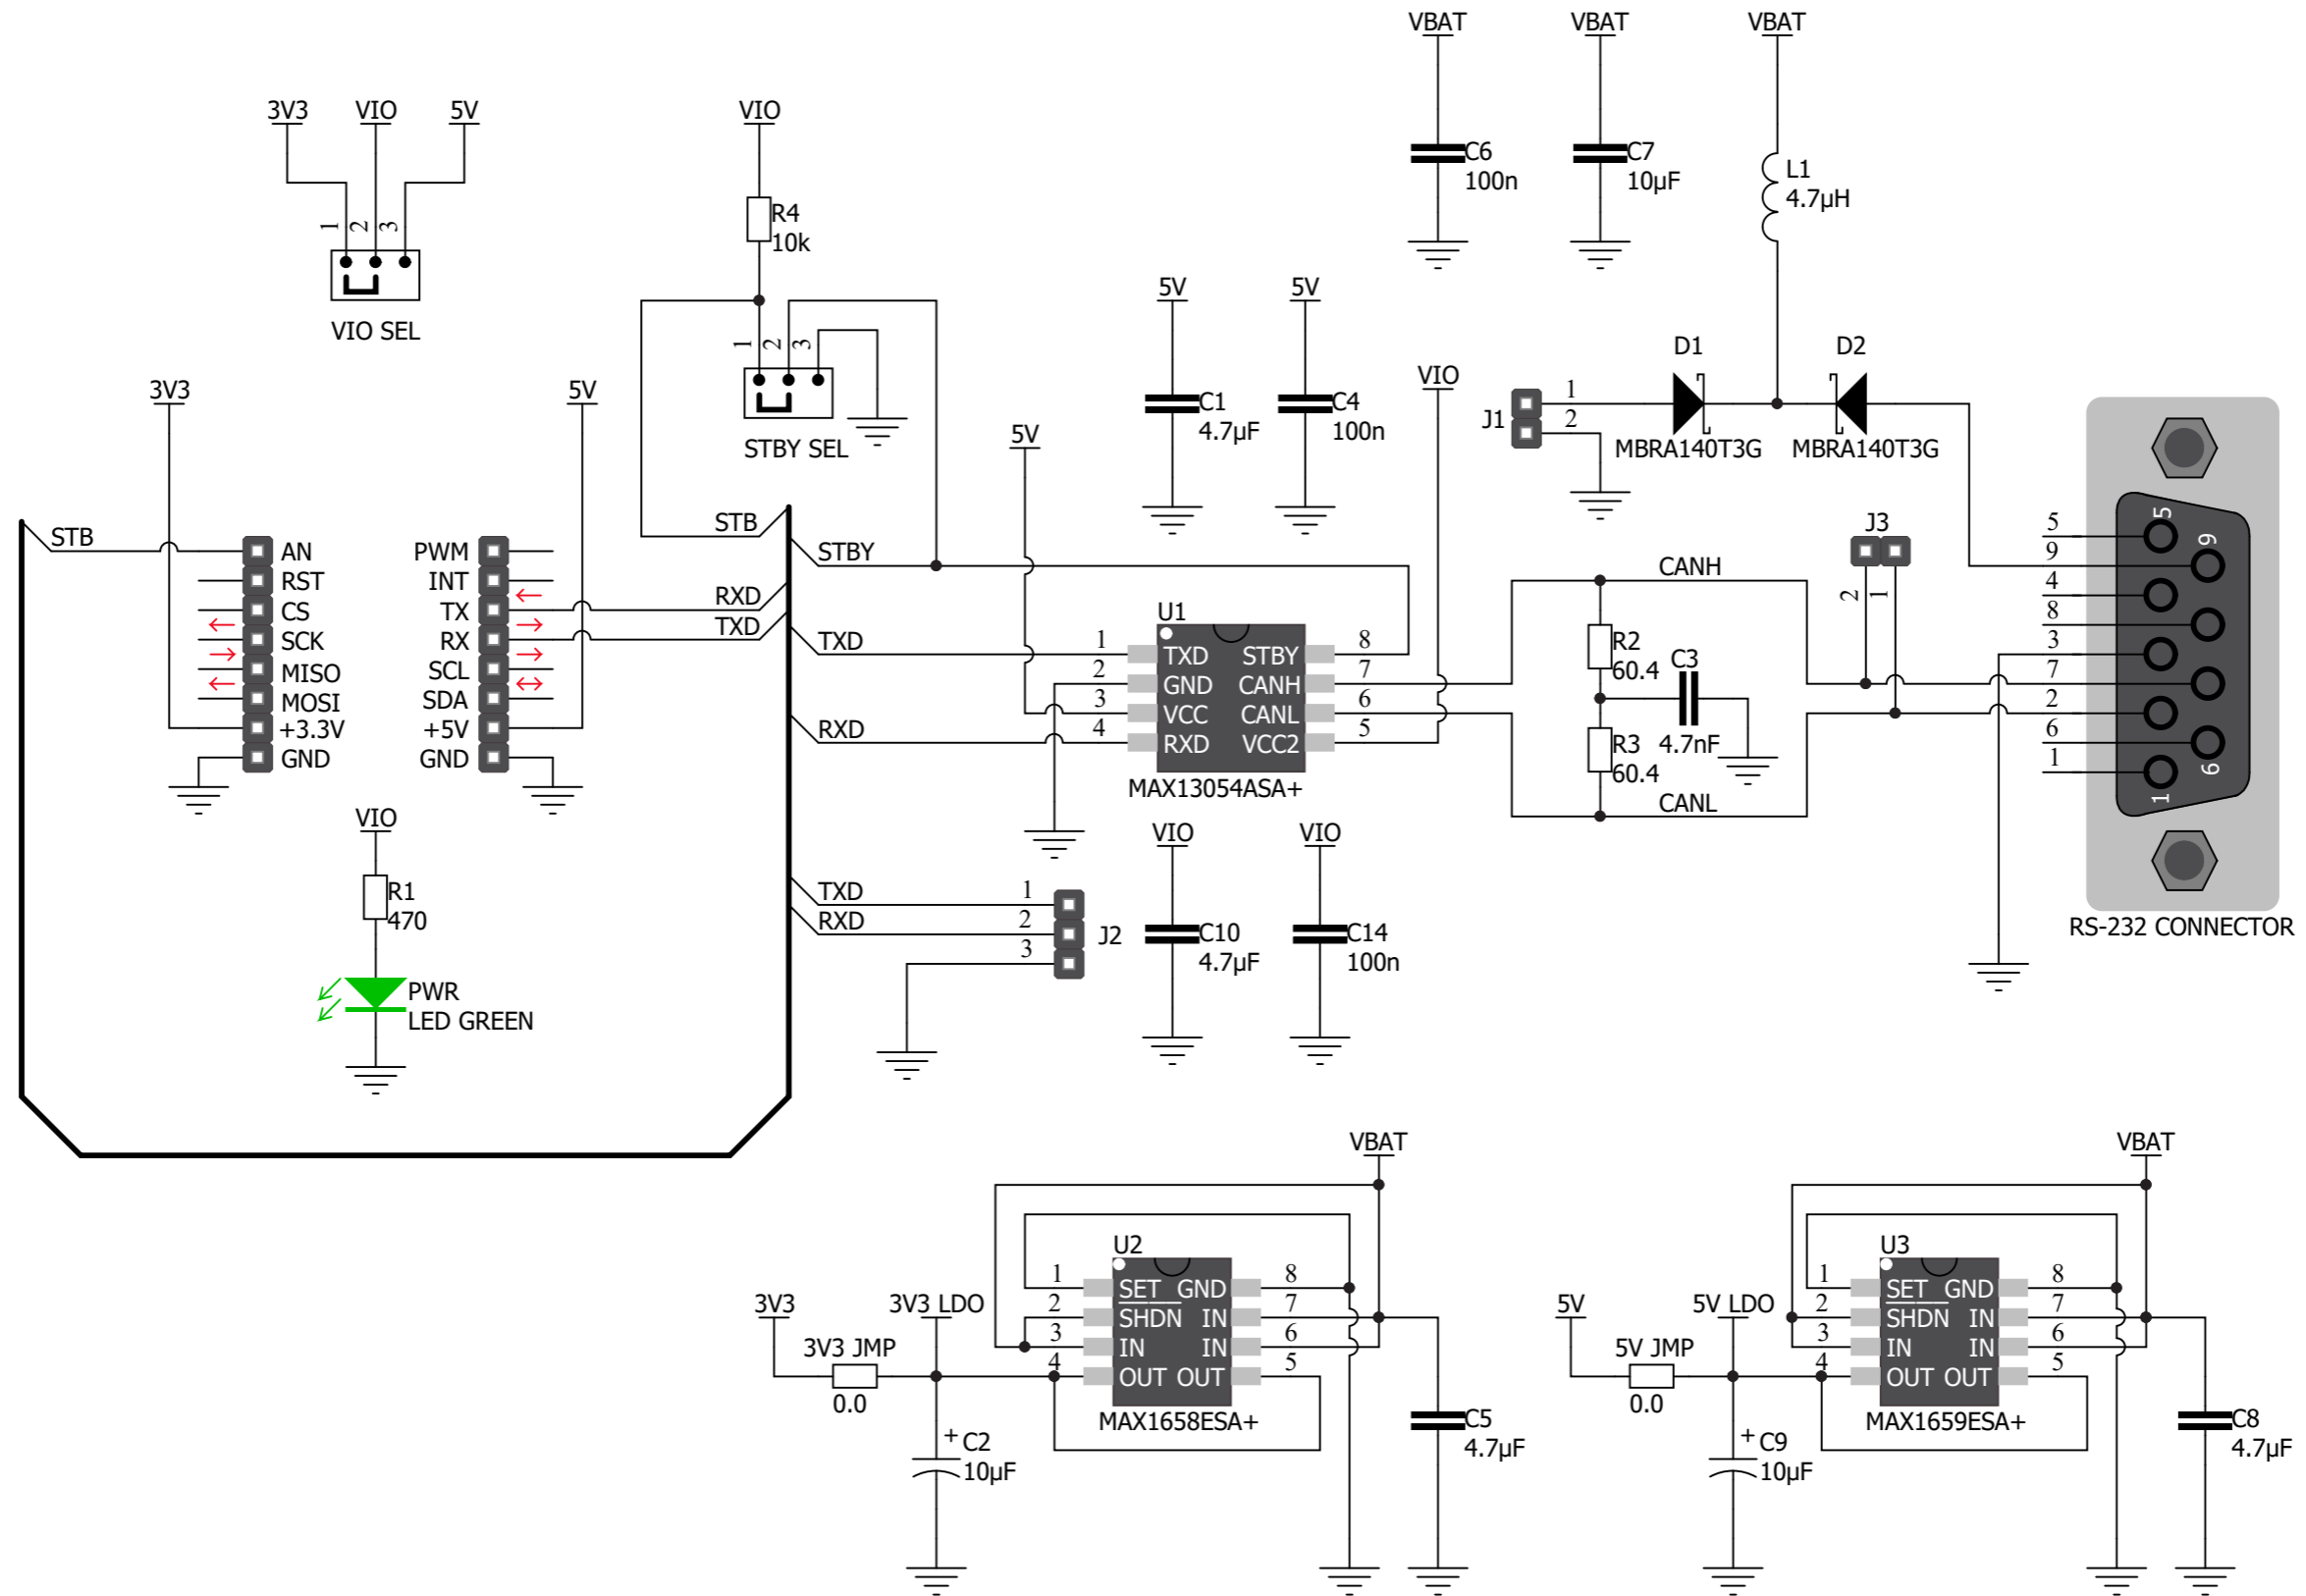 VBAT
VBAT
VBAT
3V3
VIO
5V
VIO
C6
100n
C7
10µF
L1
4.7µH
R4
10k
1
2
3
VIO SEL
5V
5V
1
2
3
STBY SEL
C1
4.7µF
C4
100n
VIO
D1
D2
J1
1
2
MBRA140T3G
MBRA140T3G
3V3
5V
5V
STB
STB
STBY
RXD
TXD
TXD
RXD
AN
RST
CS
SCK
MISO
MOSI
+3.3V
GND
PWM
INT
TX
RX
SCL
SDA
+5V
GND
U1
1
2
3
4
TXD
GND
VCC
RXD
STBY
CANH
CANL
VCC2
8
7
6
5
MAX13054ASA+
CANH
R2
60.4
C3
4.7nF
R3
60.4
CANL
J3
2
1
5
9
4
8
3
7
2
6
1
5
9
6
1
RS-232 CONNECTOR
VIO
R1
470
PWR
LED GREEN
TXD
RXD
1
2
3
J2
VIO
C10
4.7µF
VIO
C14
100n
VBAT
U2
1
2
3
4
SET
SHDN
IN
OUT
GND
IN
IN
OUT
8
7
6
5
MAX1658ESA+
3V3
3V3 LDO
3V3 JMP
0.0
+
C2
10µF
C5
4.7µF
VBAT
U3
1
2
3
4
SET
SHDN
IN
OUT
GND
IN
IN
OUT
8
7
6
5
MAX1659ESA+
5V
5V LDO
5V JMP
0.0
+
C9
10µF
C8
4.7µF